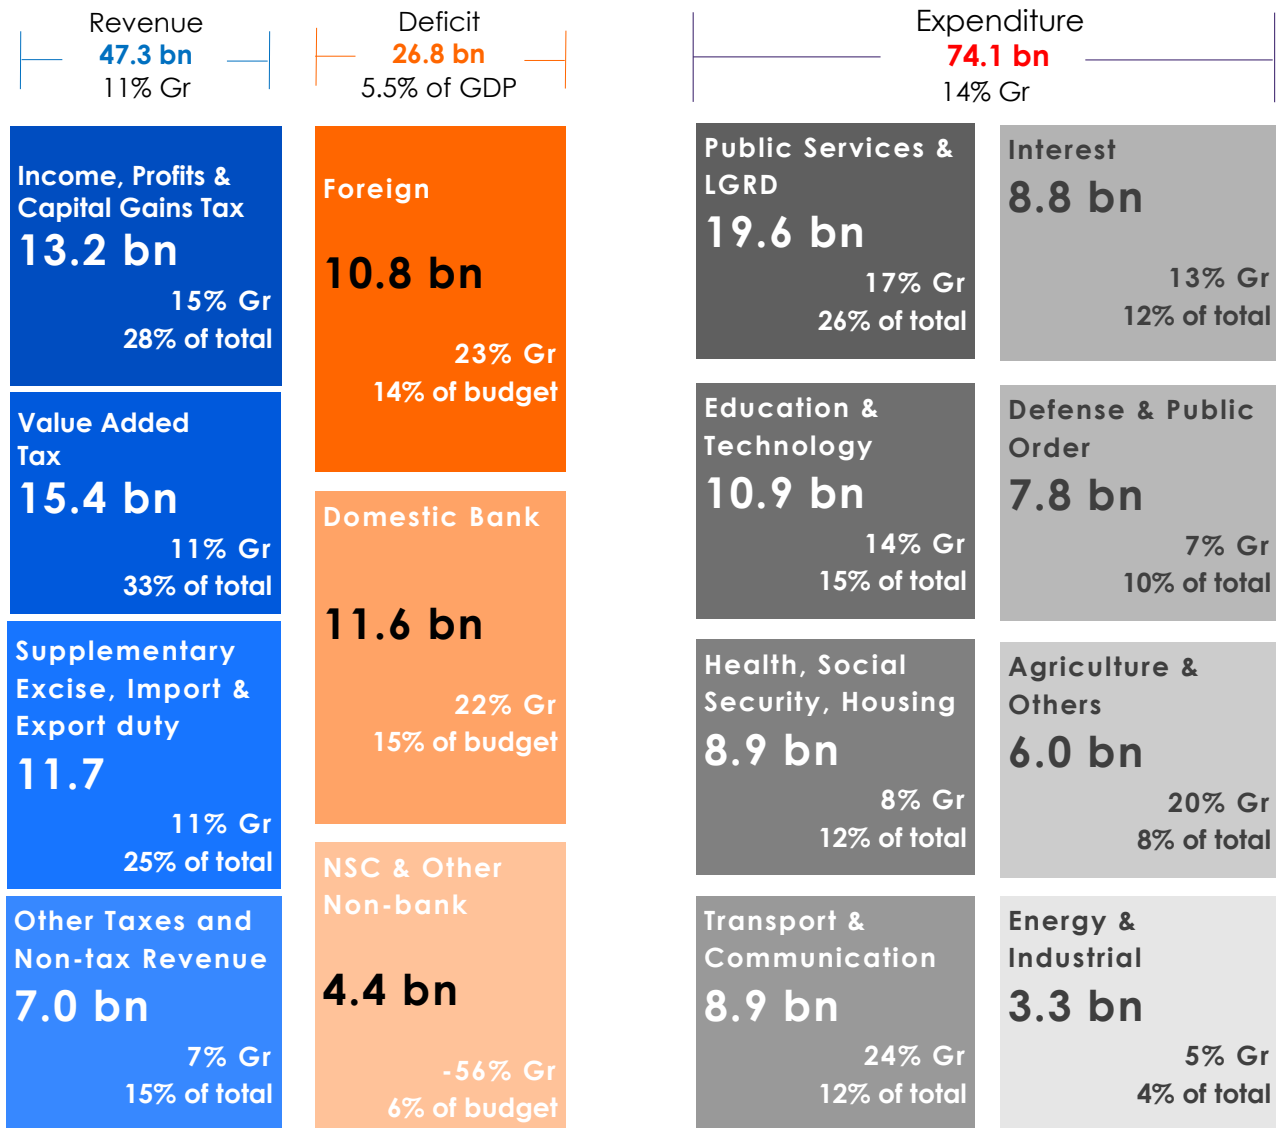 Revenue
47.3 bn
11% Gr
Deficit
26.8 bn
5.5% of GDP
Expenditure
74.1 bn
14% Gr
Income, Profits &
Capital Gains Tax
13.2 bn
15% Gr
28% of total
Value Added
Tax
15.4 bn
11% Gr
33% of total
Supplementary
Excise, Import &
Export duty
11.7
11% Gr
25% of total
Other Taxes and
Non-tax Revenue
7.0 bn
7% Gr
15% of total
Foreign
10.8 bn
23% Gr
14% of budget
Domestic Bank
11.6 bn
22% Gr
15% of budget
NSC & Other
Non-bank
4.4 bn
-56% Gr
6% of budget
Public Services &
LGRD
19.6 bn
17% Gr
26% of total
Education &
Technology
10.9 bn
14% Gr
15% of total
Health, Social
Security, Housing
8.9 bn
8% Gr
12% of total
Transport &
Communication
8.9 bn
24% Gr
12% of total
Interest
8.8 bn
13% Gr
12% of total
Defense & Public
Order
7.8 bn
7% Gr
10% of total
Agriculture &
Others
6.0 bn
20% Gr
8% of total
Energy &
Industrial
3.3 bn
5% Gr
4% of total